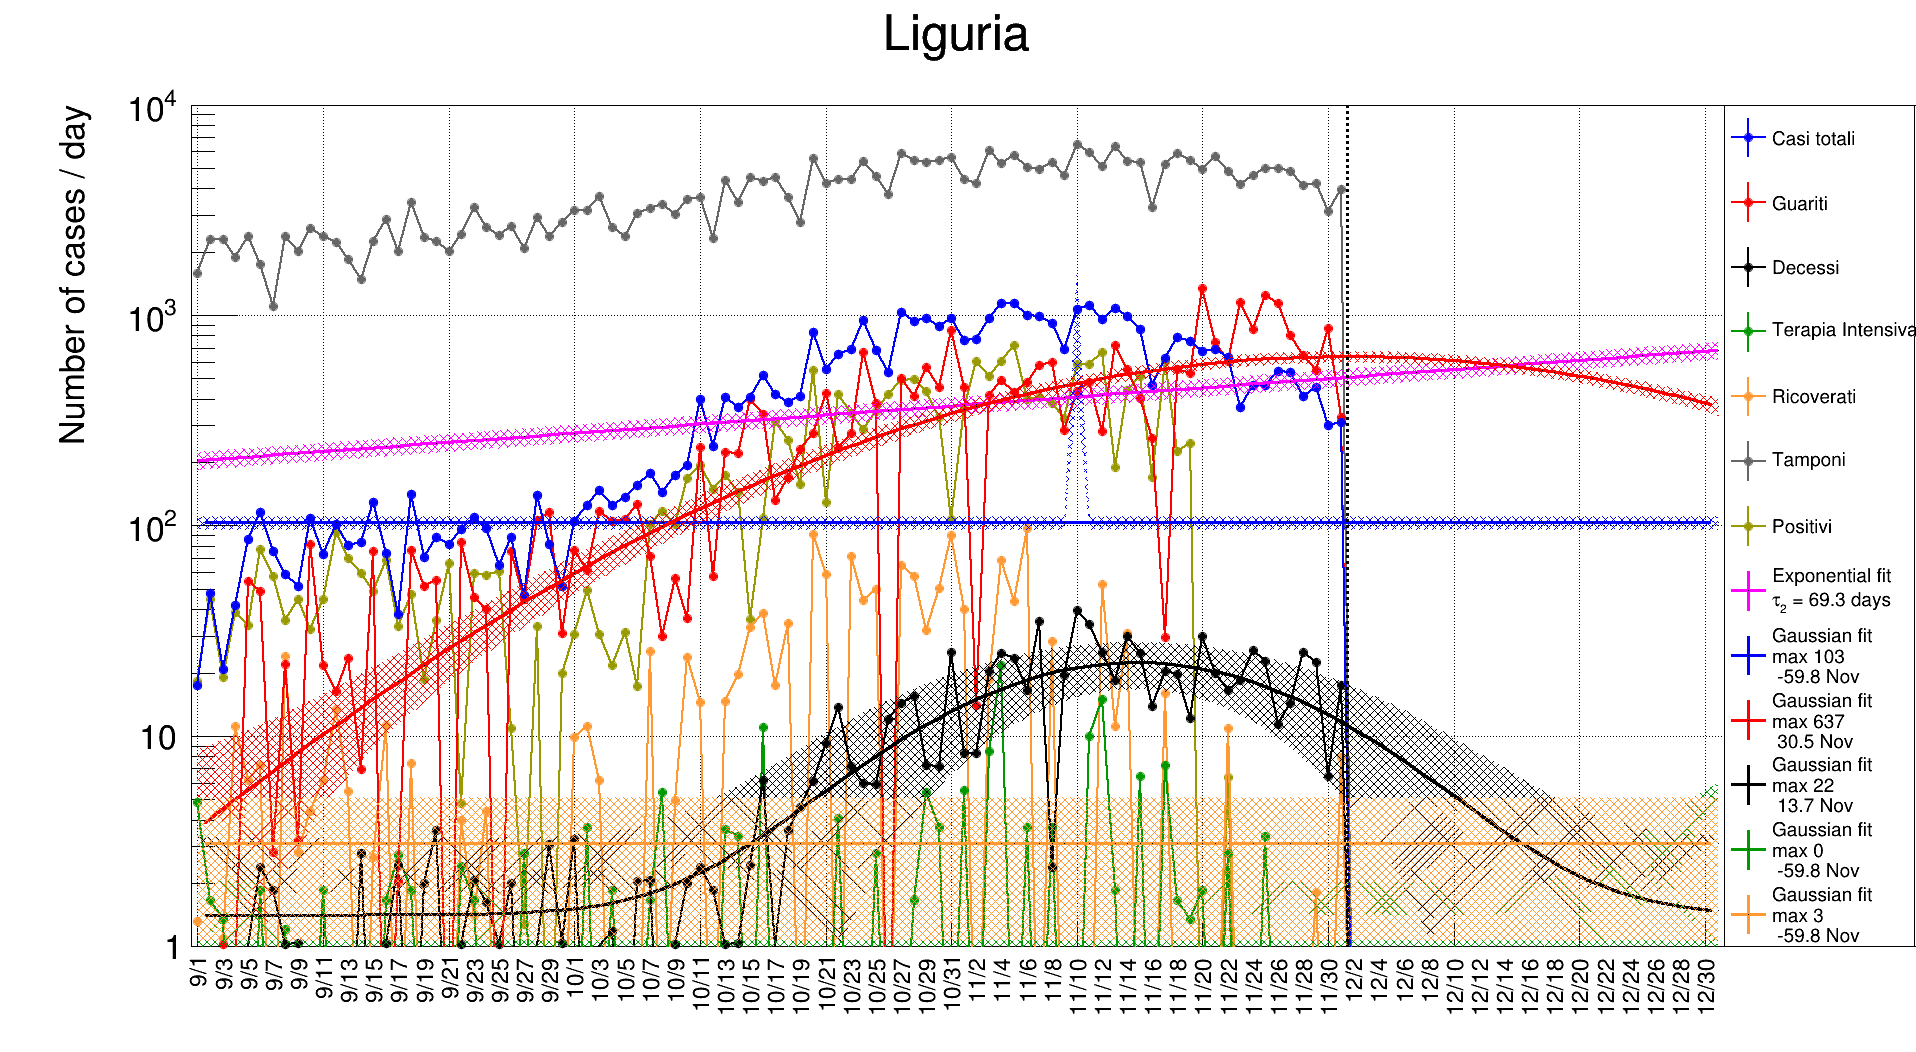 Liguria
Number of cases / day
10^4
10^3
10^2
10
1
9/1
9/3
9/5
9/7
9/9
9/11
9/13
9/15
9/17
9/19
9/21
9/23
9/25
9/27
9/29
10/1
10/3
10/5
10/7
10/9
10/11
10/13
10/15
10/17
10/19
10/21
10/23
10/25
10/27
10/29
10/31
11/2
11/4
11/6
11/8
11/10
11/12
11/14
11/16
11/18
11/20
11/22
11/24
11/26
11/28
11/30
12/2
12/4
12/6
12/8
12/10
12/12
12/14
12/16
12/18
12/20
12/22
12/24
12/26
12/28
12/30
Casi totali
Guariti
Decessi
Terapia Intensiva
Ricoverati
Tamponi
Positivi
Exponential fit
τ2 = 69.3 days
Gaussian fit
max 103
-59.8 Nov
Gaussian fit
max 637
30.5 Nov
Gaussian fit
max 22
13.7 Nov
Gaussian fit
max 0
-59.8 Nov
Gaussian fit
max 3
-59.8 Nov